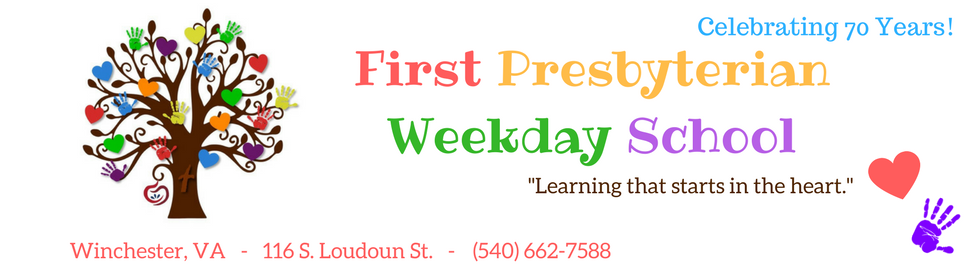 Celebrating 70 Years!
First Presbyterian
Weekday School
"Learning that starts in the heart."
Winchester, VA - 116 S. Loudoun St. - (540) 662-7588